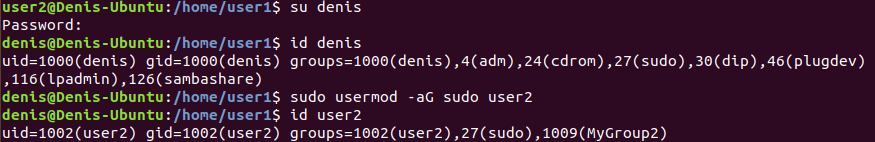 user2@Denis-Ubuntu:/home/user1$ su denis
Password:
denis@Denis-Ubuntu:/home/user1$ id denis
uid=1000(denis) gid=1000(denis) groups=1000(denis),4(adm),24(cdrom),27(sudo),30(dip),46(plugdev)
,116(lpadmin),126(sambashare)
denis@Denis-Ubuntu:/home/user1$ sudo usermod -aG sudo user2
denis@Denis-Ubuntu:/home/user1$ id user2
uid=1002(user2) gid=1002(user2) groups=1002(user2),27(sudo),1009(MyGroup2)